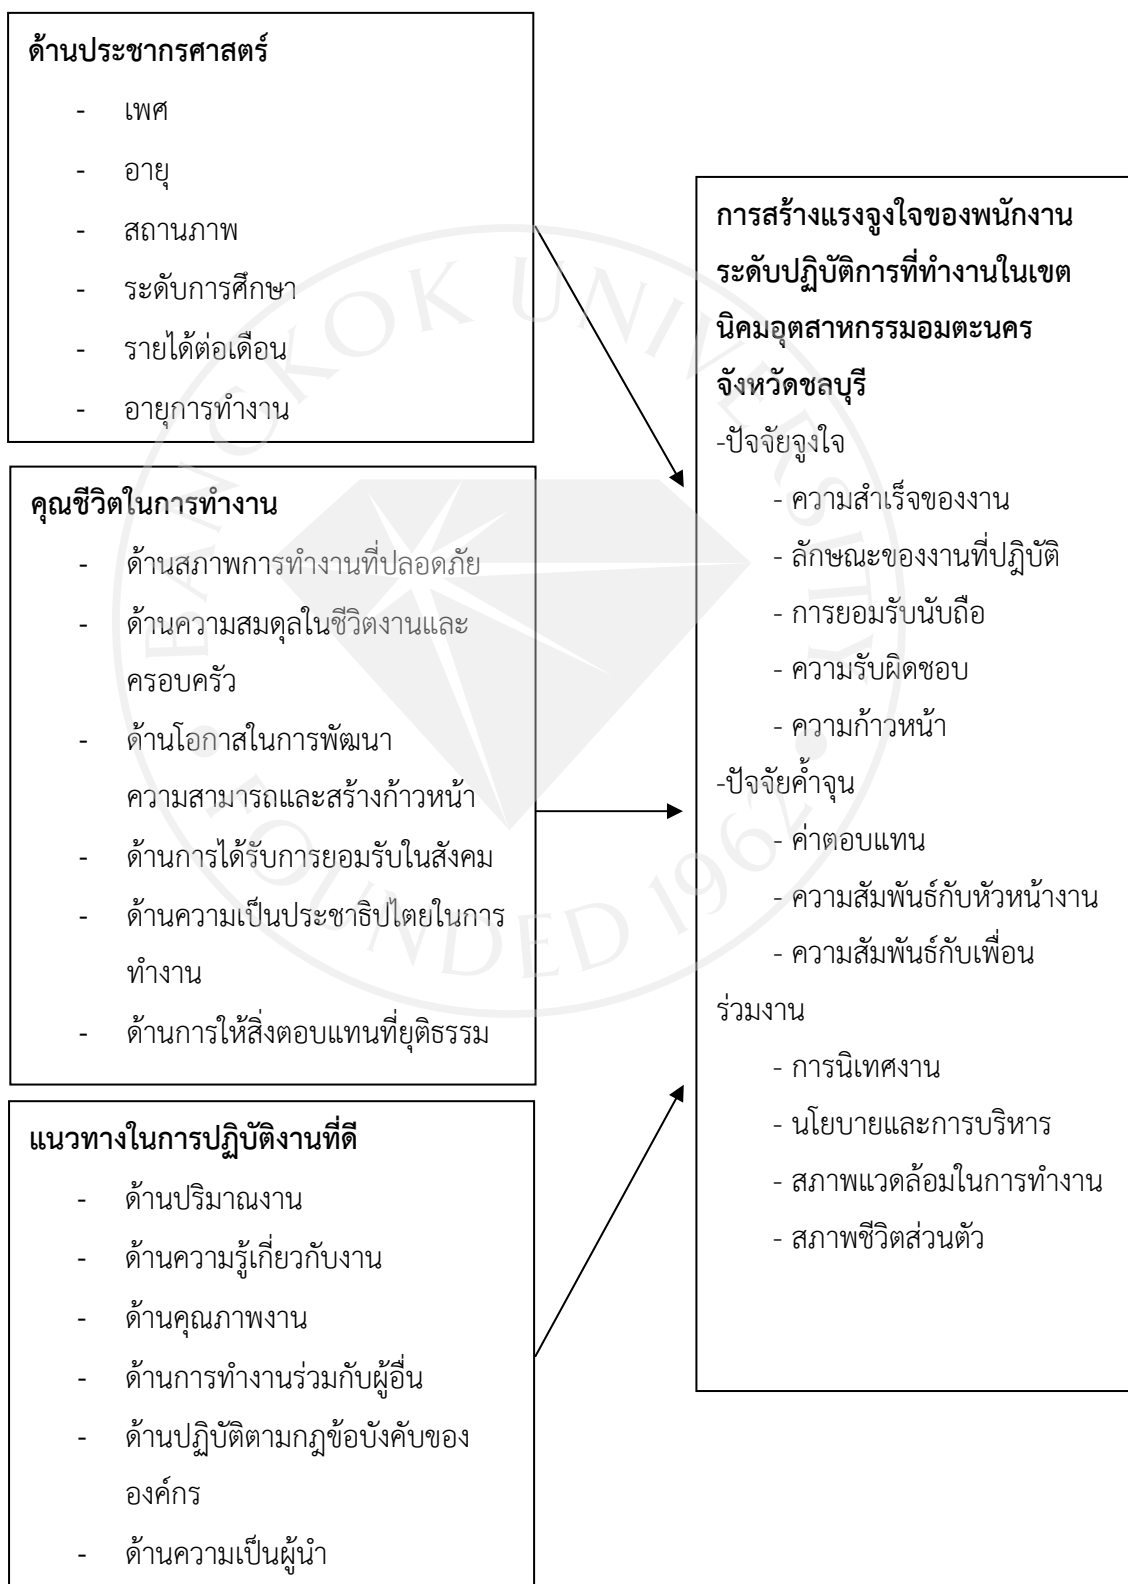 ด้านประชากรศาสตร์
- เพศ
- อายุ
- สถานภาพ
- ระดับการศึกษา
- รายได้ต่อเดือน
- อายุการทำงาน
คุณชีวิตในการทำงาน
- ด้านสภาพการทำงานที่ปลอดภัย
- ด้านความสมดุลในชีวิตงานและ
ครอบครัว
- ด้านโอกาสในการพัฒนา
ความสามารถและสร้างก้าวหน้า
- ด้านการได้รับการยอมรับในสังคม
- ด้านความเป็นประชาธิปไตยในการ
ทำงาน
- ด้านการให้สิ่งตอบแทนที่ยุติธรรม
แนวทางในการปฏิบัติงานที่ดี
- ด้านปริมาณงาน
- ด้านความรู้เกี่ยวกับงาน
- ด้านคุณภาพงาน
- ด้านการทำงานร่วมกับผู้อื่น
- ด้านปฏิบัติตามกฎข้อบังคับของ
องค์กร
- ด้านความเป็นผู้นำ
การสร้างแรงจูงใจของพนักงาน
ระดับปฏิบัติการที่ทำงานในเขต
นิคมอุตสาหกรรมอมตะนคร
จังหวัดชลบุรี
-ปัจจัยจูงใจ
- ความสำเร็จของงาน
- ลักษณะของงานที่ปฎิบัติ
- การยอมรับนับถือ
- ความรับผิดชอบ
- ความก้าวหน้า
-ปัจจัยค้ำจุน
- ค่าตอบแทน
- ความสัมพันธ์กับหัวหน้างาน
- ความสัมพันธ์กับเพื่อน
ร่วมงาน
- การนิเทศงาน
- นโยบายและการบริหาร
- สภาพแวดล้อมในการทำงาน
- สภาพชีวิตส่วนตัว
BANGKOK UNIVERSITY
FOUNDED 1962